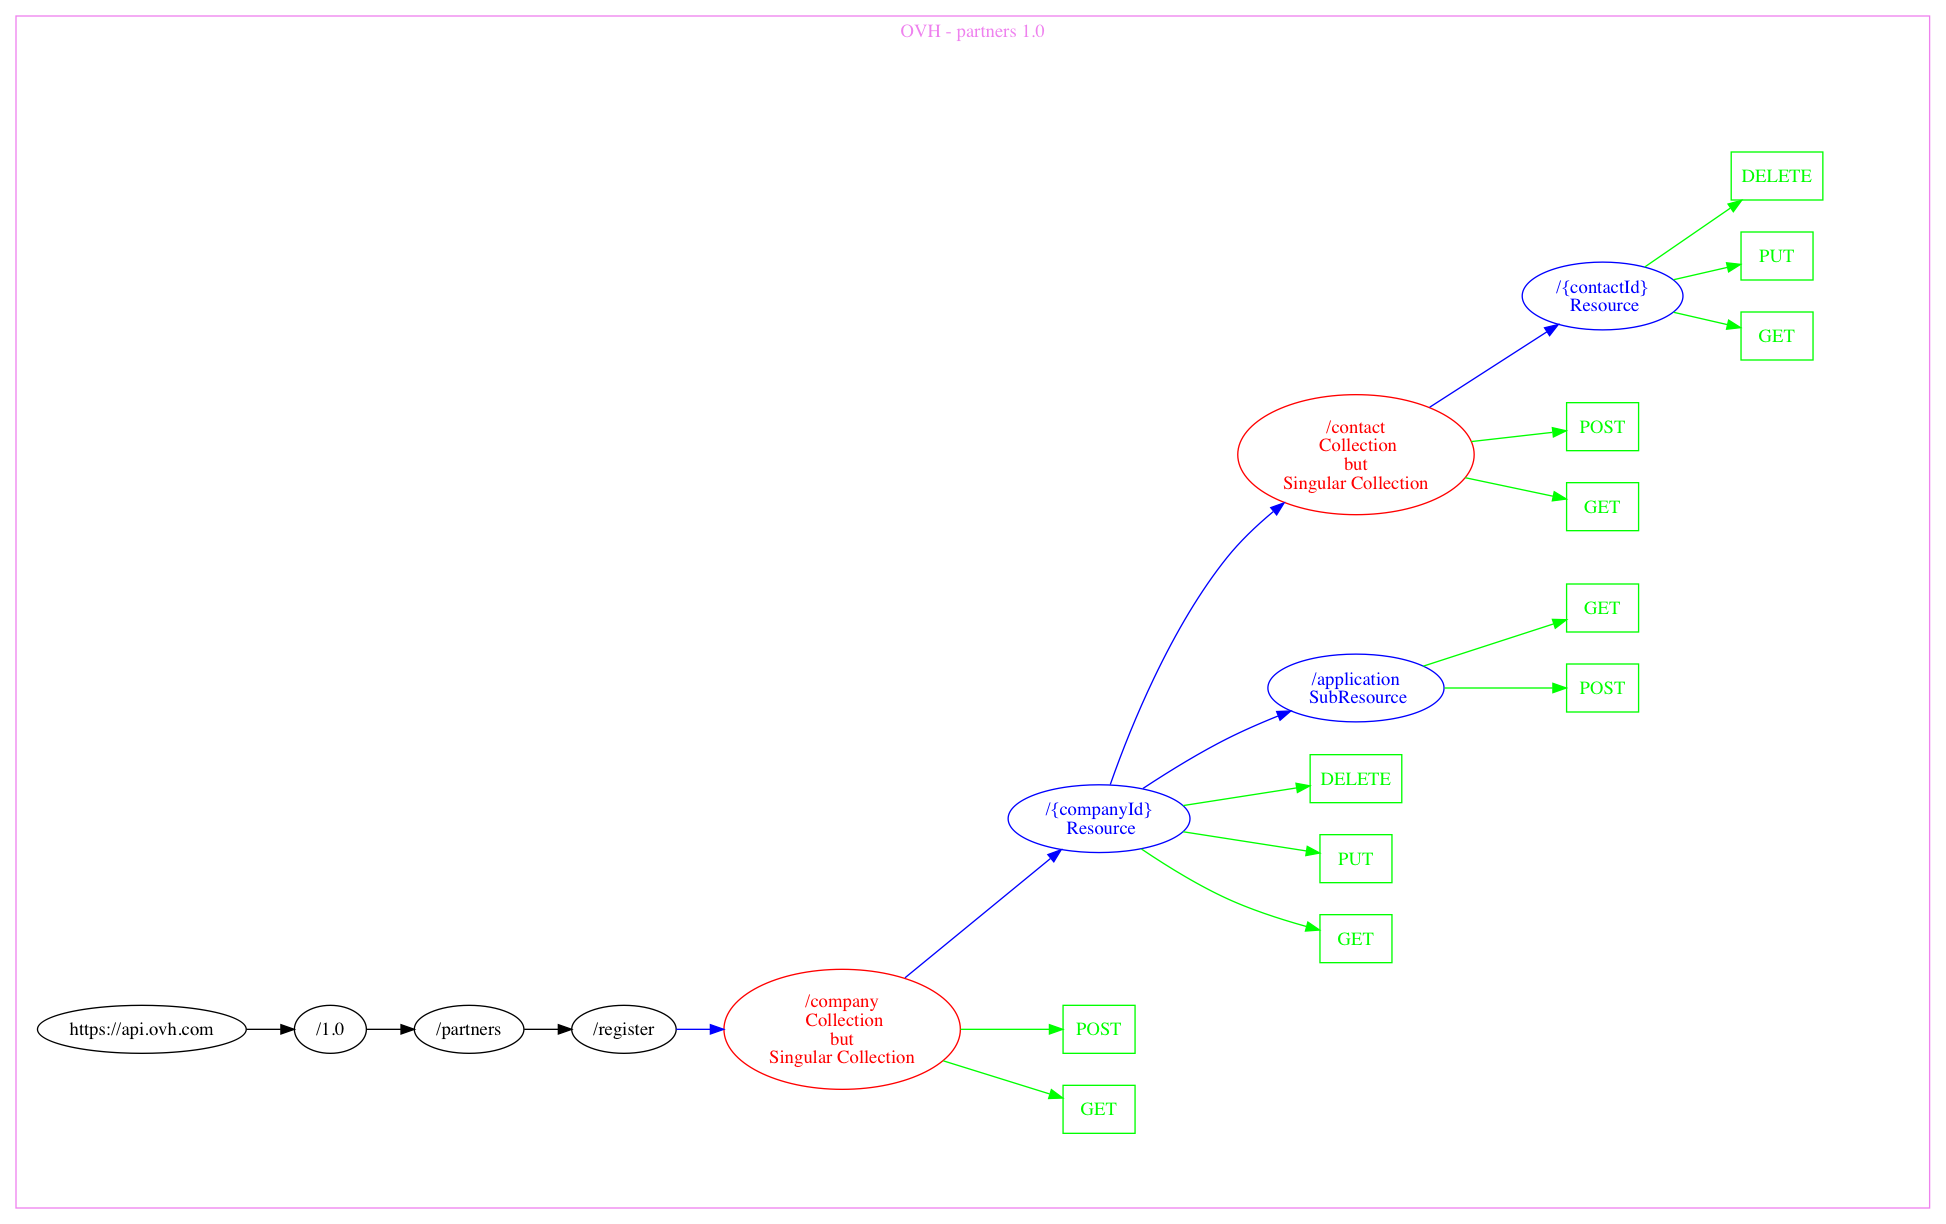 OVH - partners 1.0
DELETE
PUT
/{contactId}
Resource
GET
/contact
Collection
but
Singular Collection
POST
GET
GET
/application
SubResource
POST
DELETE
/{companyId}
Resource
PUT
GET
https://api.ovh.com
/1.0
/partners
/register
/company
Collection
but
Singular Collection
POST
GET